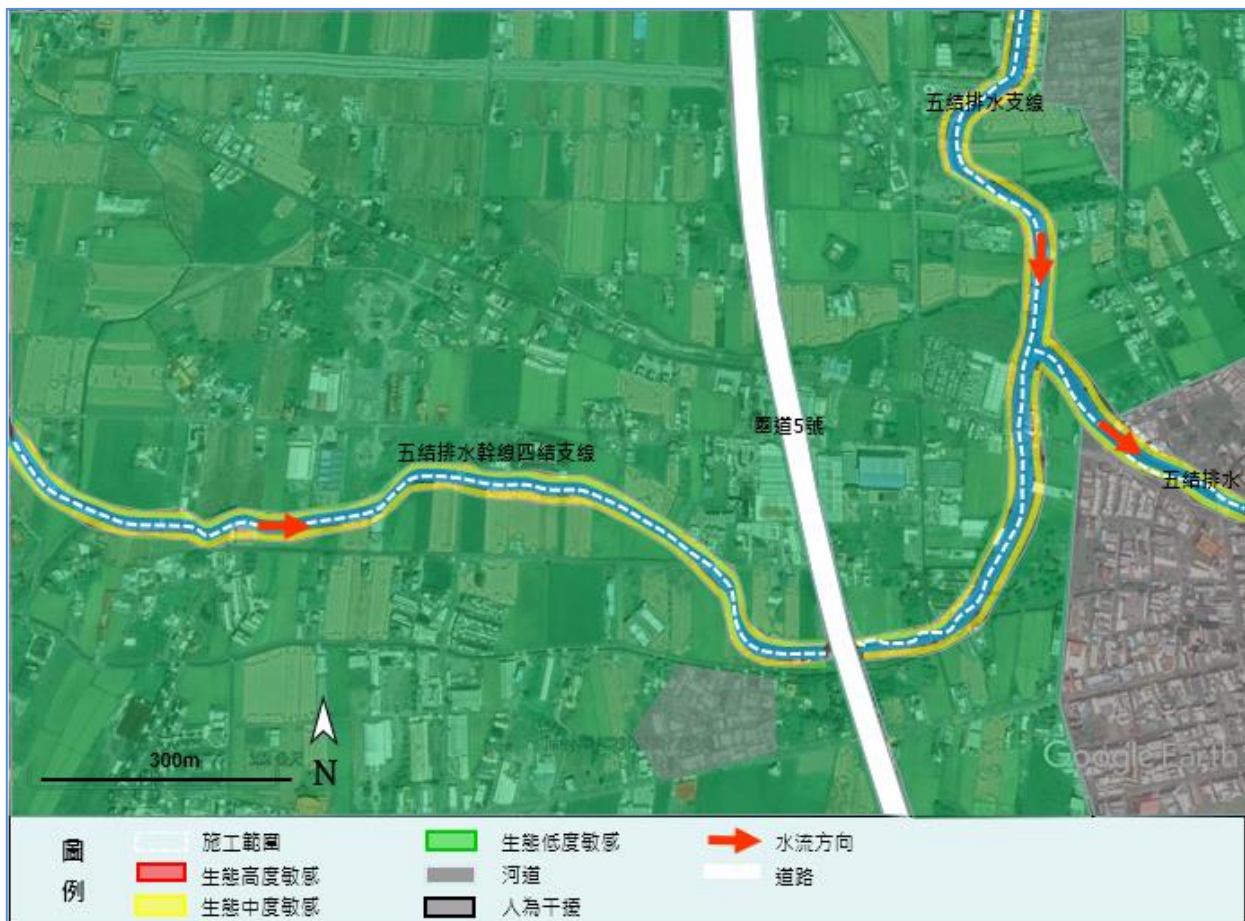 五結排水支線
國道5號
五結排水幹線四結支線
五結排水
300m
N
Google Earth
圖例
施工範圍
生態低度敏感
水流方向
生態高度敏感
河道
道路
生態中度敏感
人為干擾